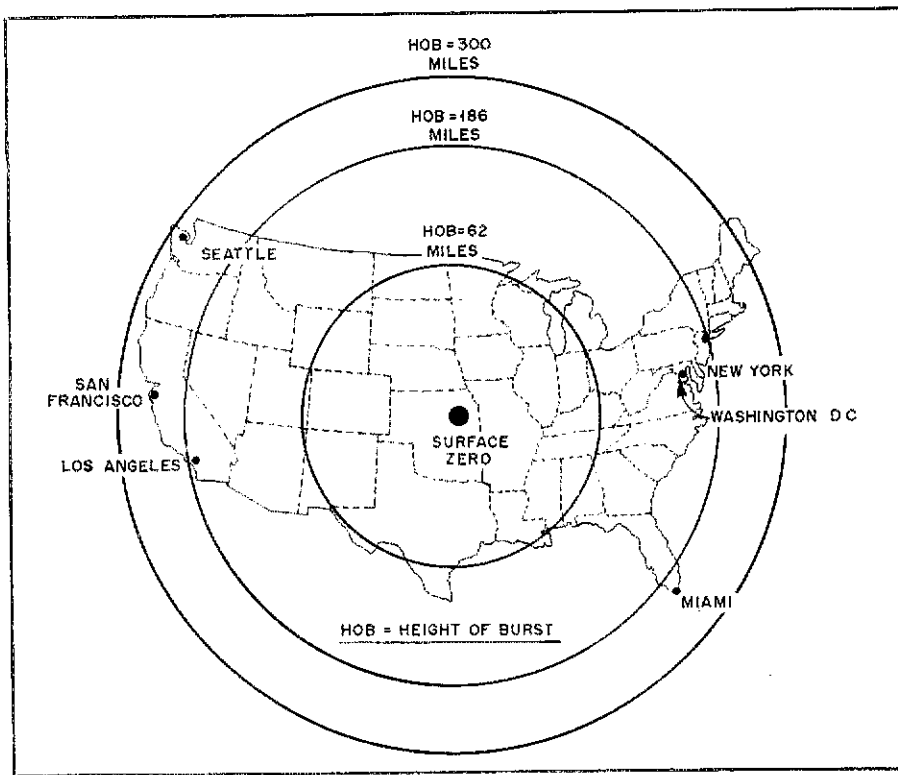 HOB = 300
MILES
HOB = 186
MILES
HOB = 62
MILES
SEATTLE
SAN
FRANCISCO
NEW YORK
WASHINGTON D C
SURFACE
ZERO
LOS ANGELES
MIAMI
HOB = HEIGHT OF BURST